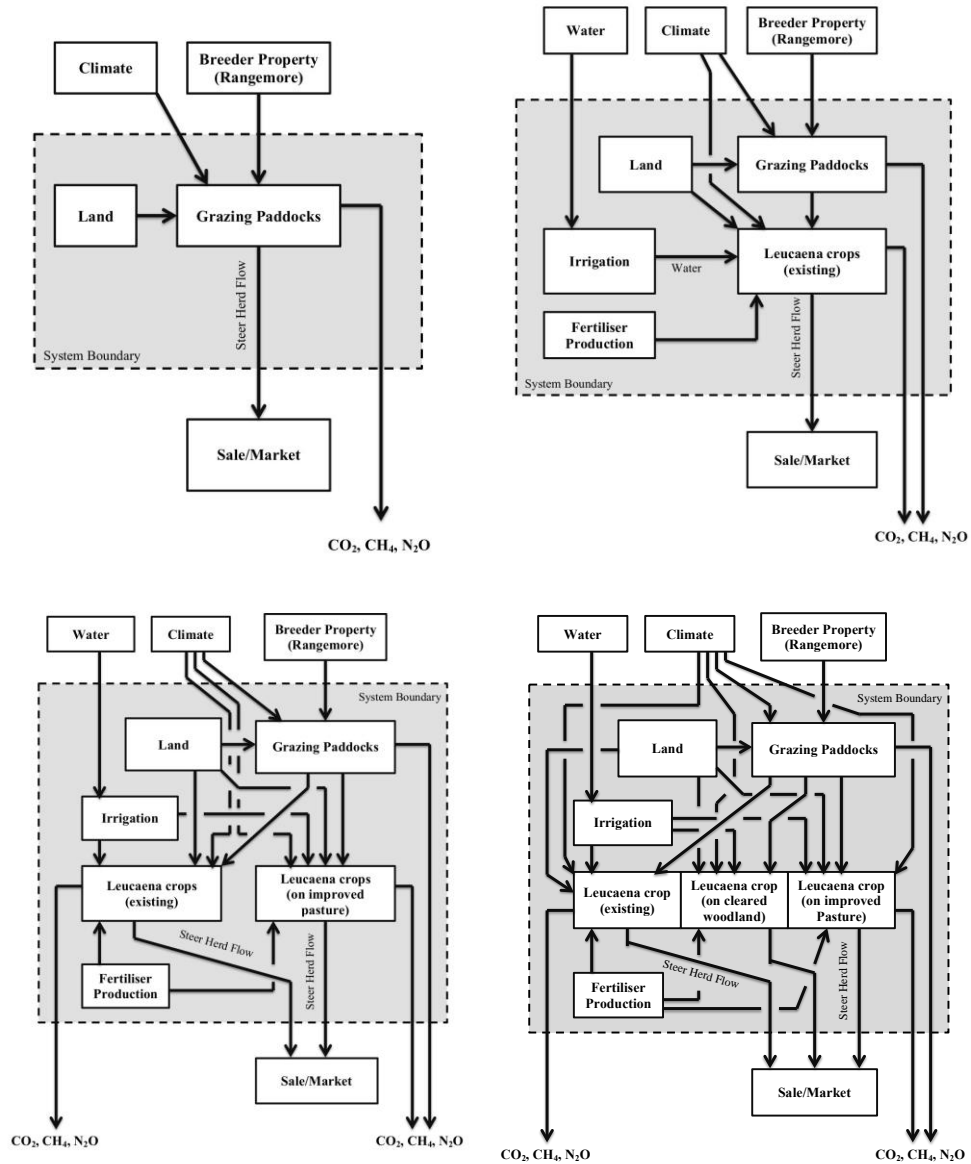 Climate
Breeder Property
(Rangemore)
Land
Grazing Paddocks
Steer Herd Flow
System Boundary
Sale/Market
CO₂, CH₄, N₂O
Water
Climate
Breeder Property
(Rangemore)
Land
Grazing Paddocks
Irrigation
Water
Leucaena crops
(existing)
Fertiliser
Production
Steer Herd Flow
System Boundary
Sale/Market
CO₂, CH₄, N₂O
Water
Climate
Breeder Property
(Rangemore)
System Boundary
Land
Grazing Paddocks
Irrigation
Leucaena crops
(existing)
Leucaena crops
(on improved
pasture)
Steer Herd Flow
Steer Herd Flow
Fertiliser
Production
Sale/Market
CO₂, CH₄, N₂O
CO₂, CH₄, N₂O
Water
Climate
Breeder Property
(Rangemore)
System Boundary
Land
Grazing Paddocks
Irrigation
Leucaena crop
(existing)
Leucaena crop
(on cleared
woodland)
Leucaena crop
(on improved
Pasture)
Steer Herd Flow
Steer Herd Flow
Fertiliser
Production
Sale/Market
CO₂, CH₄, N₂O
CO₂, CH₄, N₂O